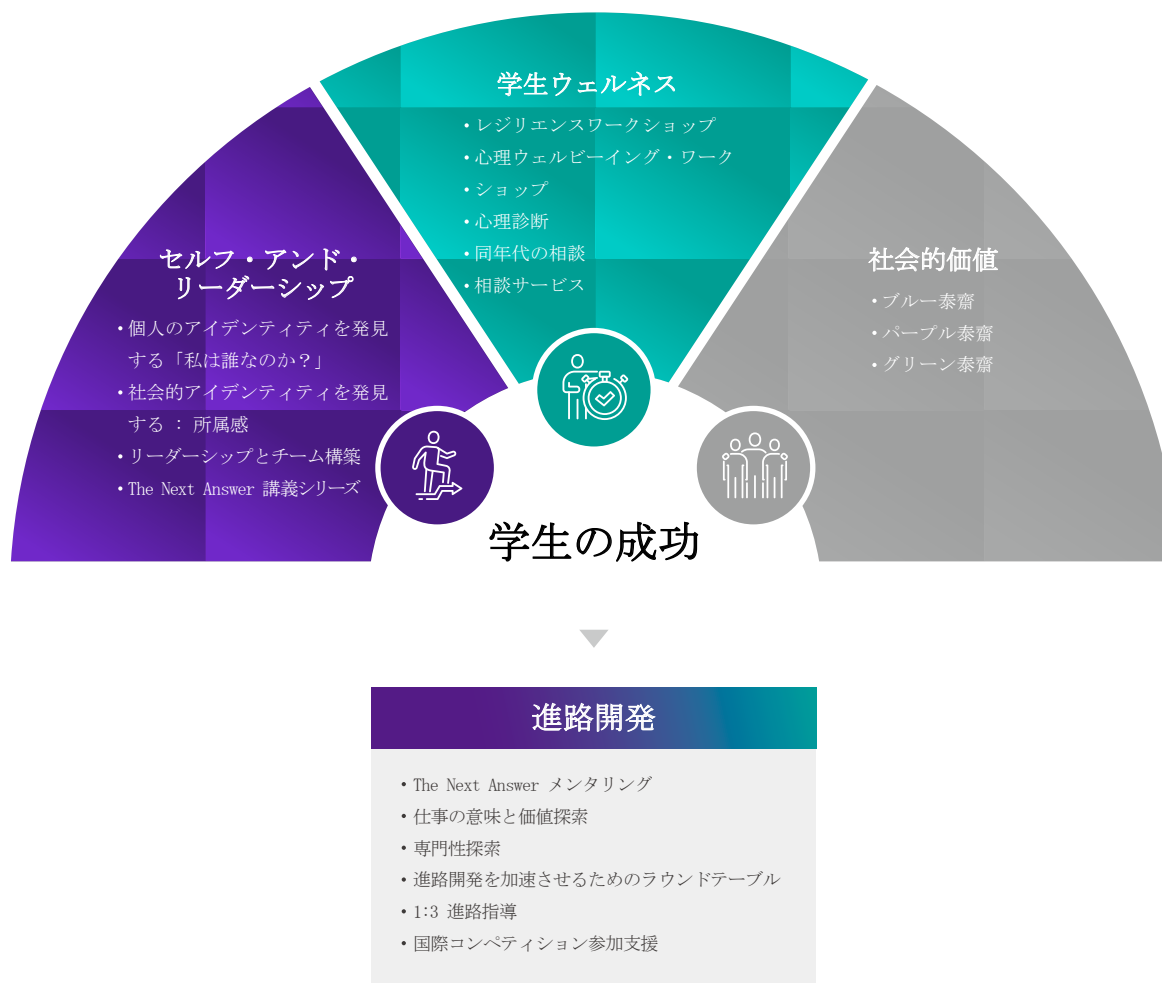 学生ウェルネス
・レジリエンスワークショップ
・心理ウェルビーイング・ワーク
・ショップ
・心理診断
・同年代の相談
・相談サービス
セルフ・アンド・
リーダーシップ
・個人のアイデンティティを発見
する「私は誰なのか？」
・社会的アイデンティティを発見
する ： 所属感
・リーダーシップとチーム構築
・The Next Answer 講義シリーズ
社会的価値
・ブルー泰齋
・パープル泰齋
・グリーン泰齋
学生の成功
進路開発
・The Next Answer メンタリング
・仕事の意味と価値探索
・専門性探索
・進路開発を加速させるためのラウンドテーブル
・1:3 進路指導
・国際コンペティション参加支援